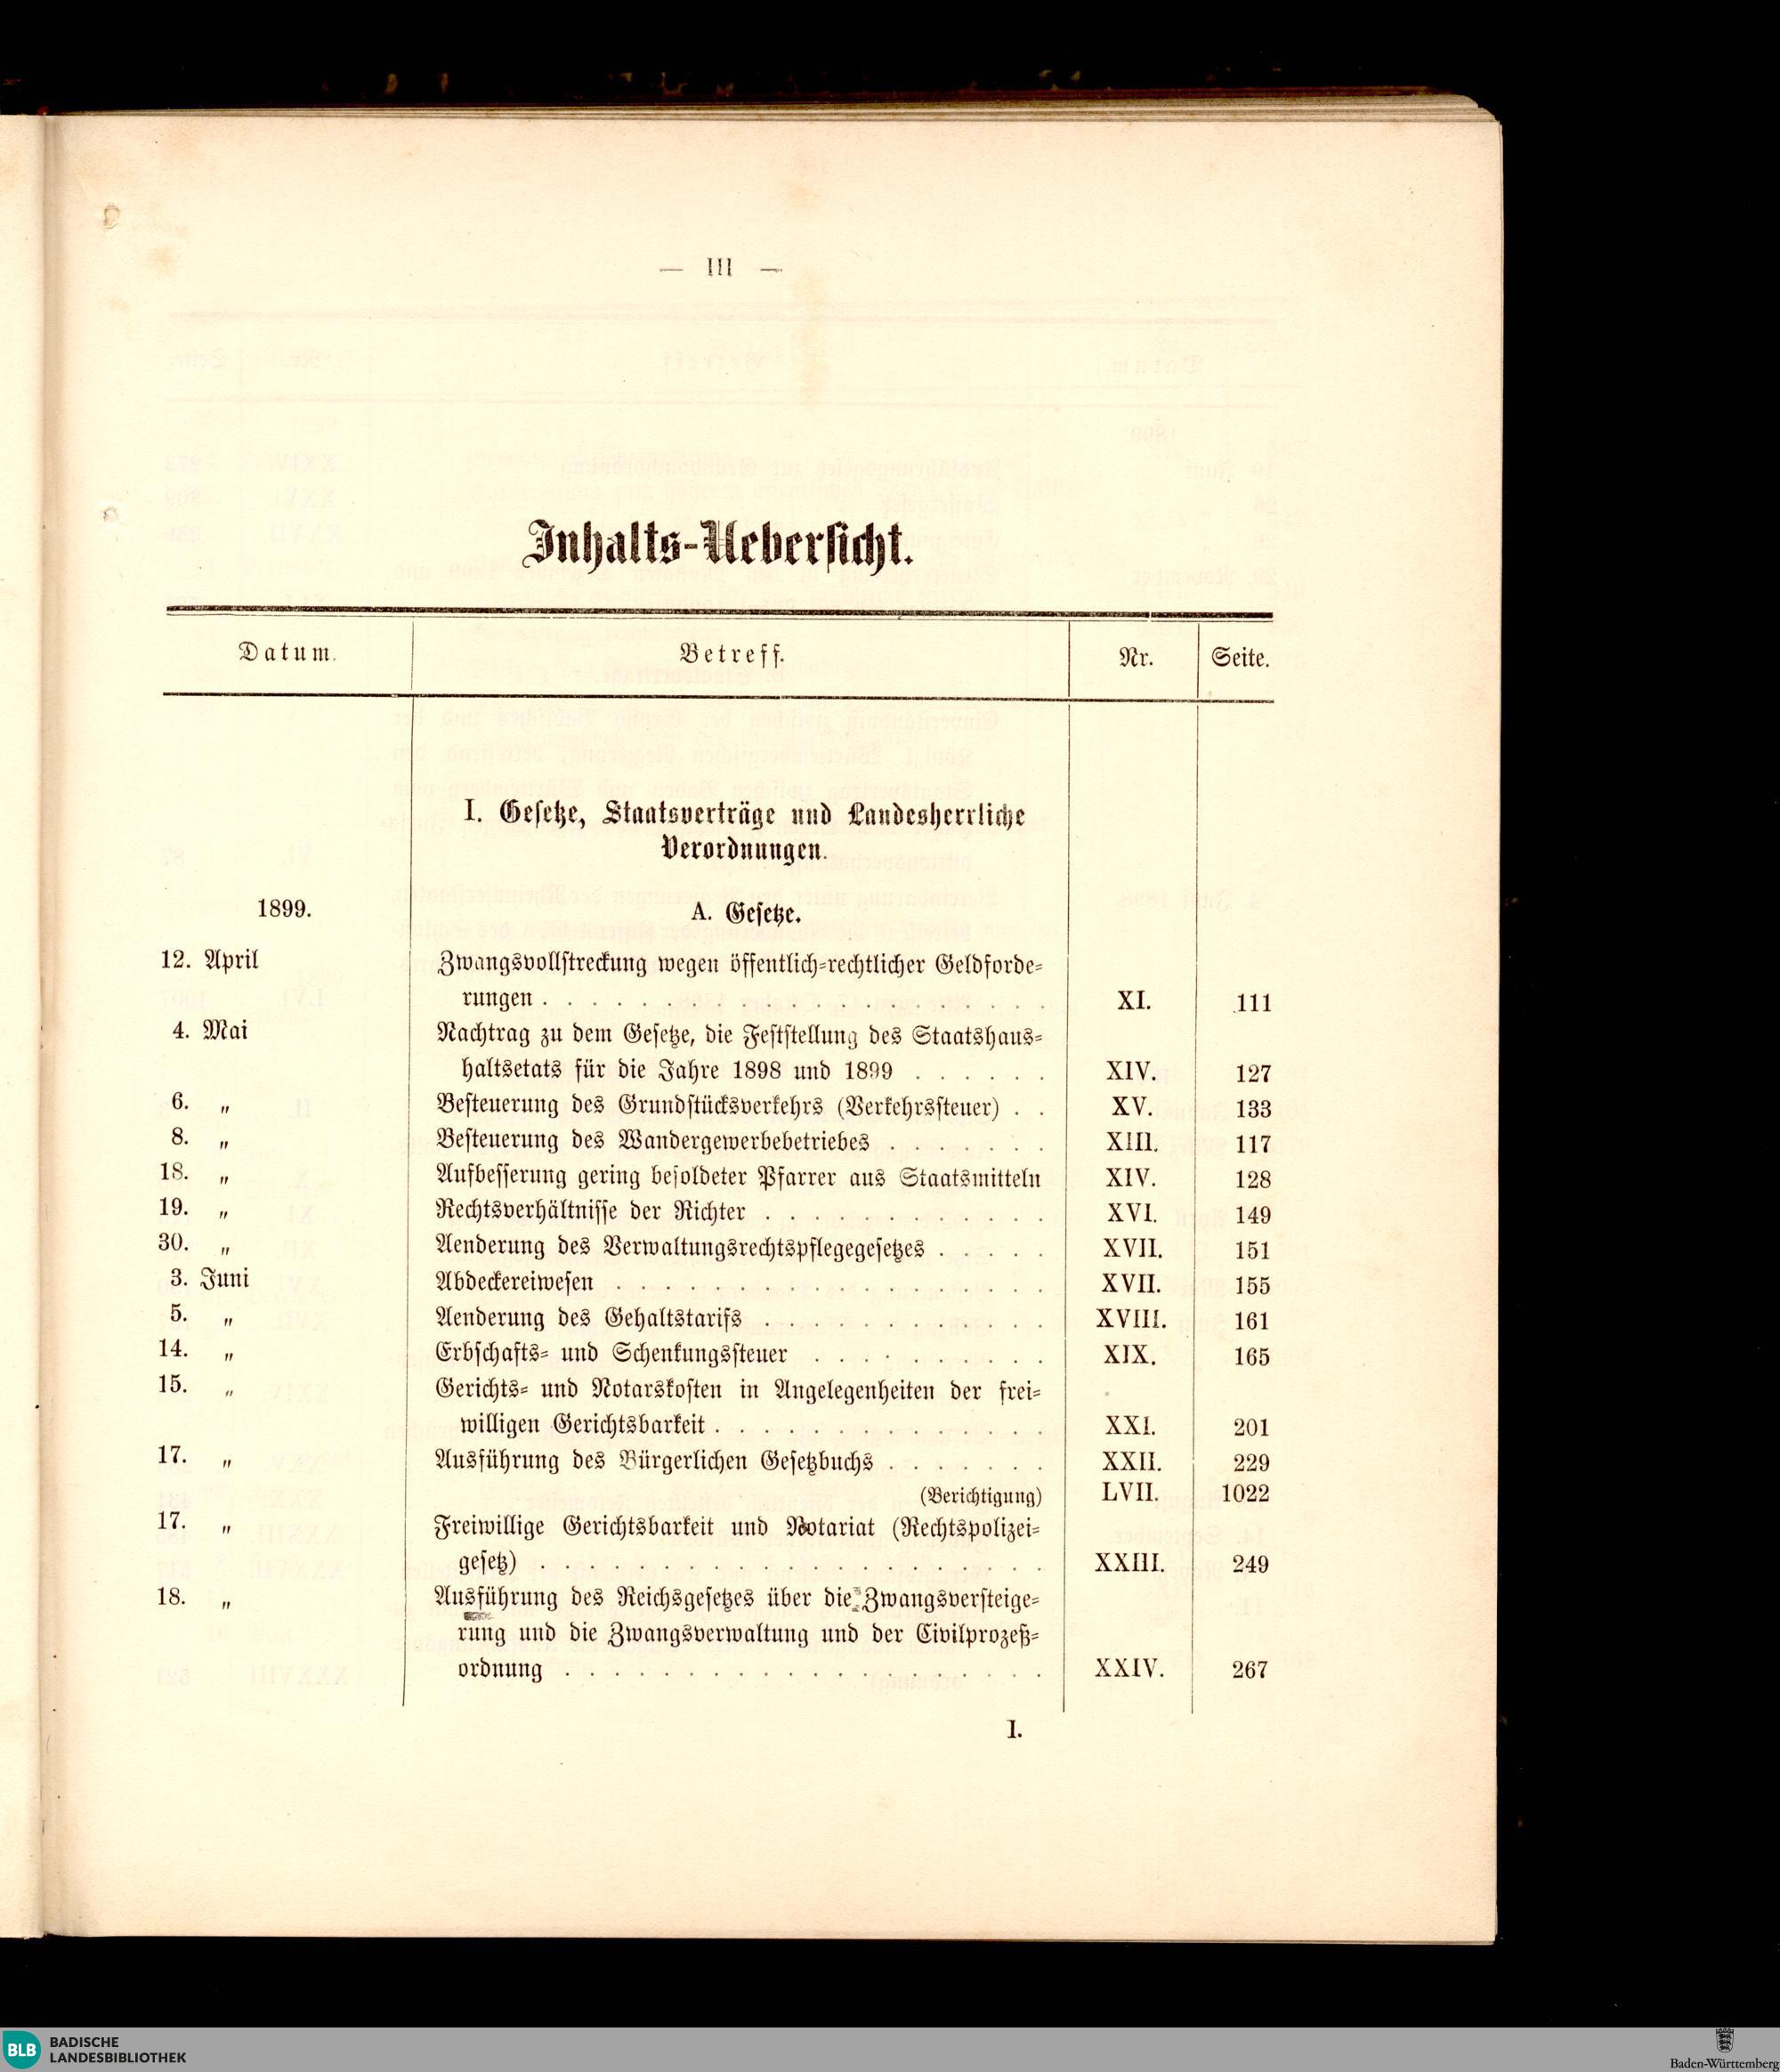 — III —
Inhalts-Uebersicht.
Datum. Betreff. Nr. Seite.
I. Gesetze, Staatsverträge und Landesherrliche
Verordnungen.
1899. A. Gesetze.
12. April Zwangsvollstreckung wegen öffentlich-rechtlicher Geldforde-
rungen . . . . . . . . . . . . . . . . . . . . . XI. 111
4. Mai Nachtrag zu dem Gesetze, die Feststellung des Staatshaus-
haltsetats für die Jahre 1898 und 1899 . . . . . . XIV. 127
6. „ Besteuerung des Grundstücksverkehrs (Verkehrssteuer) . . XV. 133
8. „ Besteuerung des Wandergewerbebetriebes . . . . . . . XIII. 117
18. „ Aufbesserung gering besoldeter Pfarrer aus Staatsmitteln XIV. 128
19. „ Rechtsverhältnisse der Richter . . . . . . . . . . . . XVI. 149
30. „ Aenderung des Verwaltungsrechtspflegegesetzes . . . . . XVII. 151
3. Juni Abdeckereiwesen . . . . . . . . . . . . . . . . . . XVII. 155
5. „ Aenderung des Gehaltstarifs . . . . . . . . . . . . XVIII. 161
14. „ Erbschafts- und Schenkungssteuer . . . . . . . . . . XIX. 165
15. „ Gerichts- und Notarskosten in Angelegenheiten der frei-
willigen Gerichtsbarkeit . . . . . . . . . . . . . . XXI. 201
17. „ Ausführung des Bürgerlichen Gesetzbuchs . . . . . . . XXII. 229
(Berichtigung) LVII. 1022
17. „ Freiwillige Gerichtsbarkeit und Notariat (Rechtspolizei-
gesetz) . . . . . . . . . . . . . . . . . . . . . XXIII. 249
18. „ Ausführung des Reichsgesetzes über die Zwangsversteige-
rung und die Zwangsverwaltung und der Civilprozeß-
ordnung . . . . . . . . . . . . . . . . . . . . XXIV. 267
I.
BLB BADISCHE
LANDESBIBLIOTHEK
Baden-Württemberg